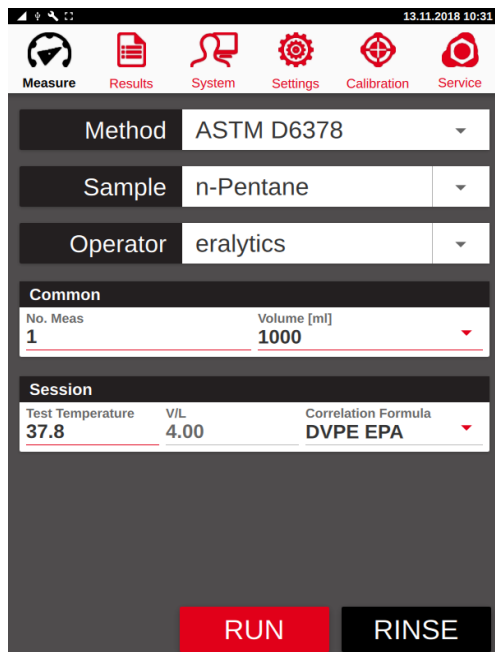 13.11.2018 10:31
Measure Results System Settings Calibration Service
Method ASTM D6378
Sample n-Pentane
Operator eralytics
Common
No. Meas Volume [ml]
1 1000
Session
Test Temperature V/L Correlation Formula
37.8 4.00 DVPE EPA
RUN RINSE